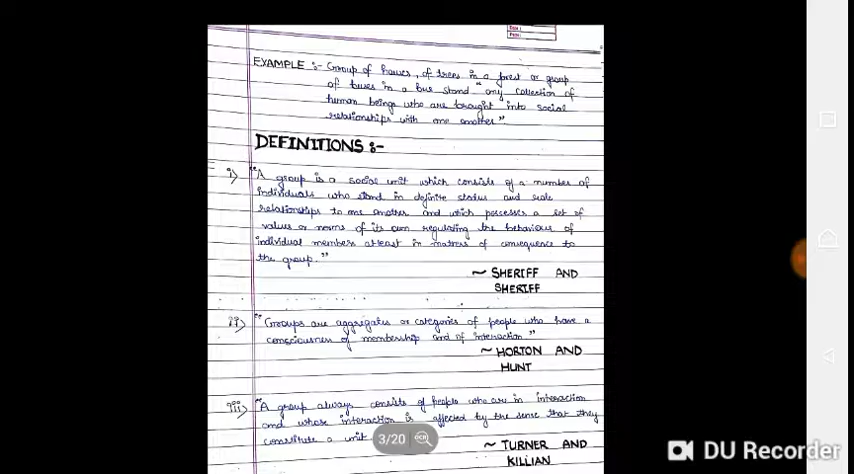 EXAMPLE :- Group of houses, of trees in a forest or group
of buses in a bus stand "any collection of
human beings who are brought into social
relationships with one another"
DEFINITIONS :-
i) "A group is a social unit which consists of a number of
individuals who stand in definite status and role
relationships to one another and which possesses a set of
values or norms of its own regulating the behaviour of
individual members atleast in matters of consequence to
the group."
~ SHERIFF AND
SHERIFF
ii) "Groups are aggregates or categories of people who have a
consciousness of membership and of interaction."
~ HORTON AND
HUNT
iii) "A group always consists of people who are in interaction
and whose interaction is affected by the sense that they
constitute a unit
~ TURNER AND
KILLIAN
3/20
OCR
DU Recorder